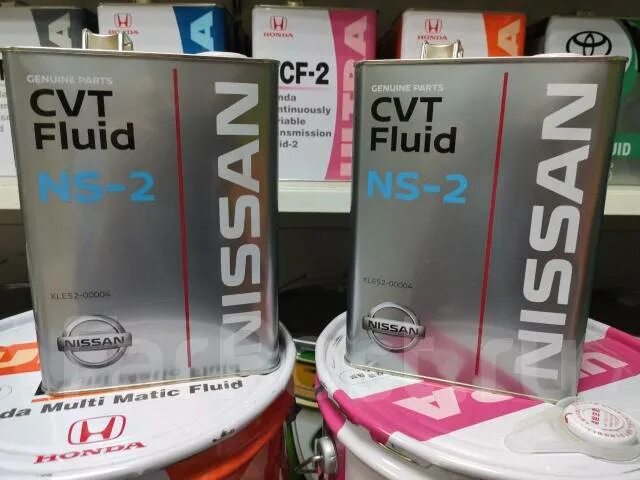 GENUINE PARTS
CVT
Fluid
NS-2
NISSAN
KLE52-00004
NISSAN
GENUINE PARTS
CVT
Fluid
NS-2
NISSAN
KLE52-00004
NISSAN
HONDA
HONDA
CF-2
ULTRA
HONDA
TOYOTA
Multi Matic Fluid
HONDA